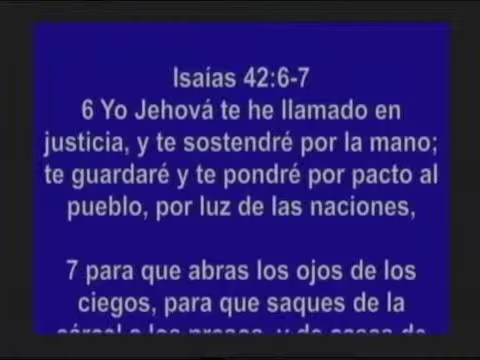 Isaías 42:6-7
6 Yo Jehová te he llamado en
justicia, y te sostendré por la mano;
te guardaré y te pondré por pacto al
pueblo, por luz de las naciones,
7 para que abras los ojos de los
ciegos, para que saques de la